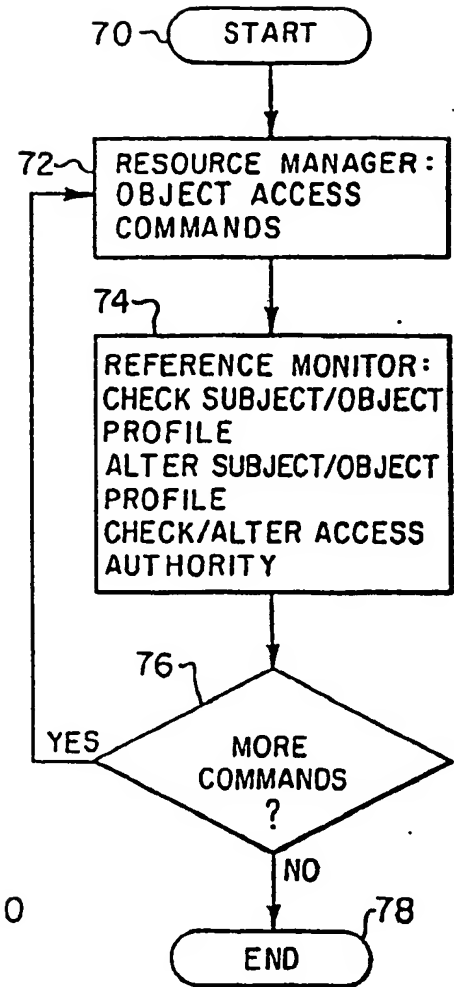 70 START
72 RESOURCE MANAGER:
OBJECT ACCESS
COMMANDS
74
REFERENCE MONITOR:
CHECK SUBJECT/OBJECT
PROFILE
ALTER SUBJECT/OBJECT
PROFILE
CHECK/ALTER ACCESS
AUTHORITY
76
YES
MORE
COMMANDS
?
NO
0
78
END